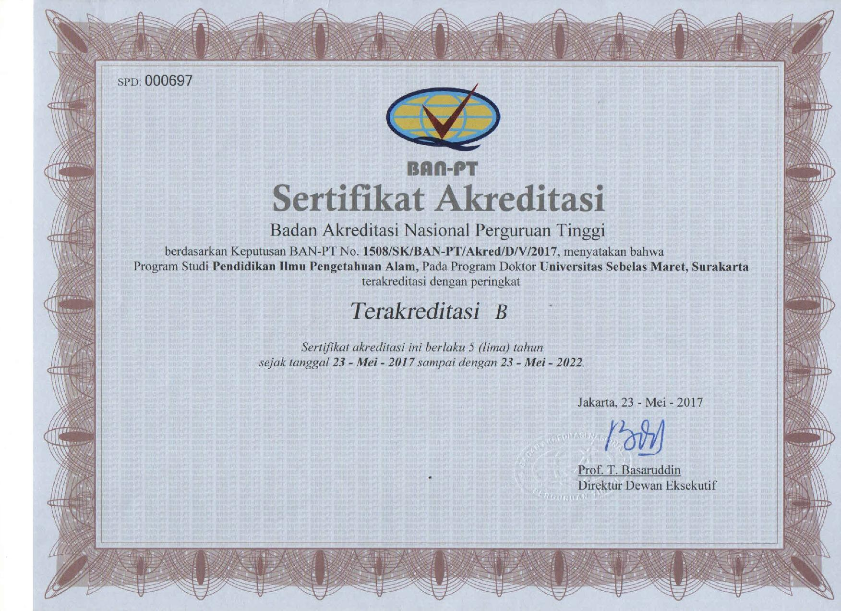 SPD: 000697
BAN-PT
Sertifikat Akreditasi
Badan Akreditasi Nasional Perguruan Tinggi
berdasarkan Keputusan BAN-PT No. 1508/SK/BAN-PT/Akred/D/V/2017, menyatakan bahwa
Program Studi Pendidikan Ilmu Pengetahuan Alam, Pada Program Doktor Universitas Sebelas Maret, Surakarta
terakreditasi dengan peringkat
Terakreditasi B
Sertifikat akreditasi ini berlaku 5 (lima) tahun
sejak tanggal 23 - Mei - 2017 sampai dengan 23 - Mei - 2022.
Jakarta, 23 - Mei - 2017
Prof. T. Basaruddin
Direktur Dewan Eksekutif